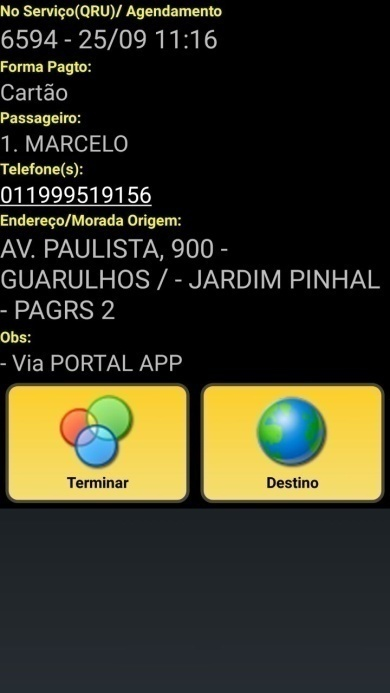 No Serviço(QRU)/ Agendamento
6594 - 25/09 11:16
Forma Pagto:
Cartão
Passageiro:
1. MARCELO
Telefone(s):
011999519156
Endereço/Morada Origem:
AV. PAULISTA, 900 -
GUARULHOS / - JARDIM PINHAL
- PAGRS 2
Obs:
- Via PORTAL APP
Terminar
Destino